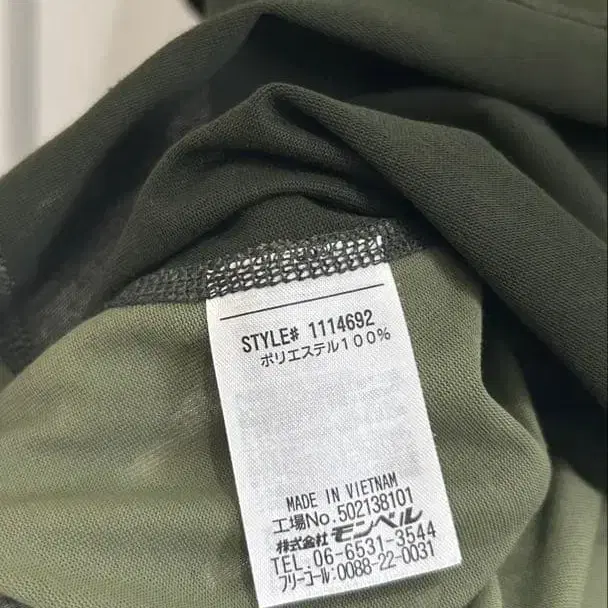 STYLE# 1114692
ポリエステル100%
MADE IN VIETNAM
工場No.502138101
株式会社 モンベル
TEL.06-6531-3544
フリーコール:0088-22-0031